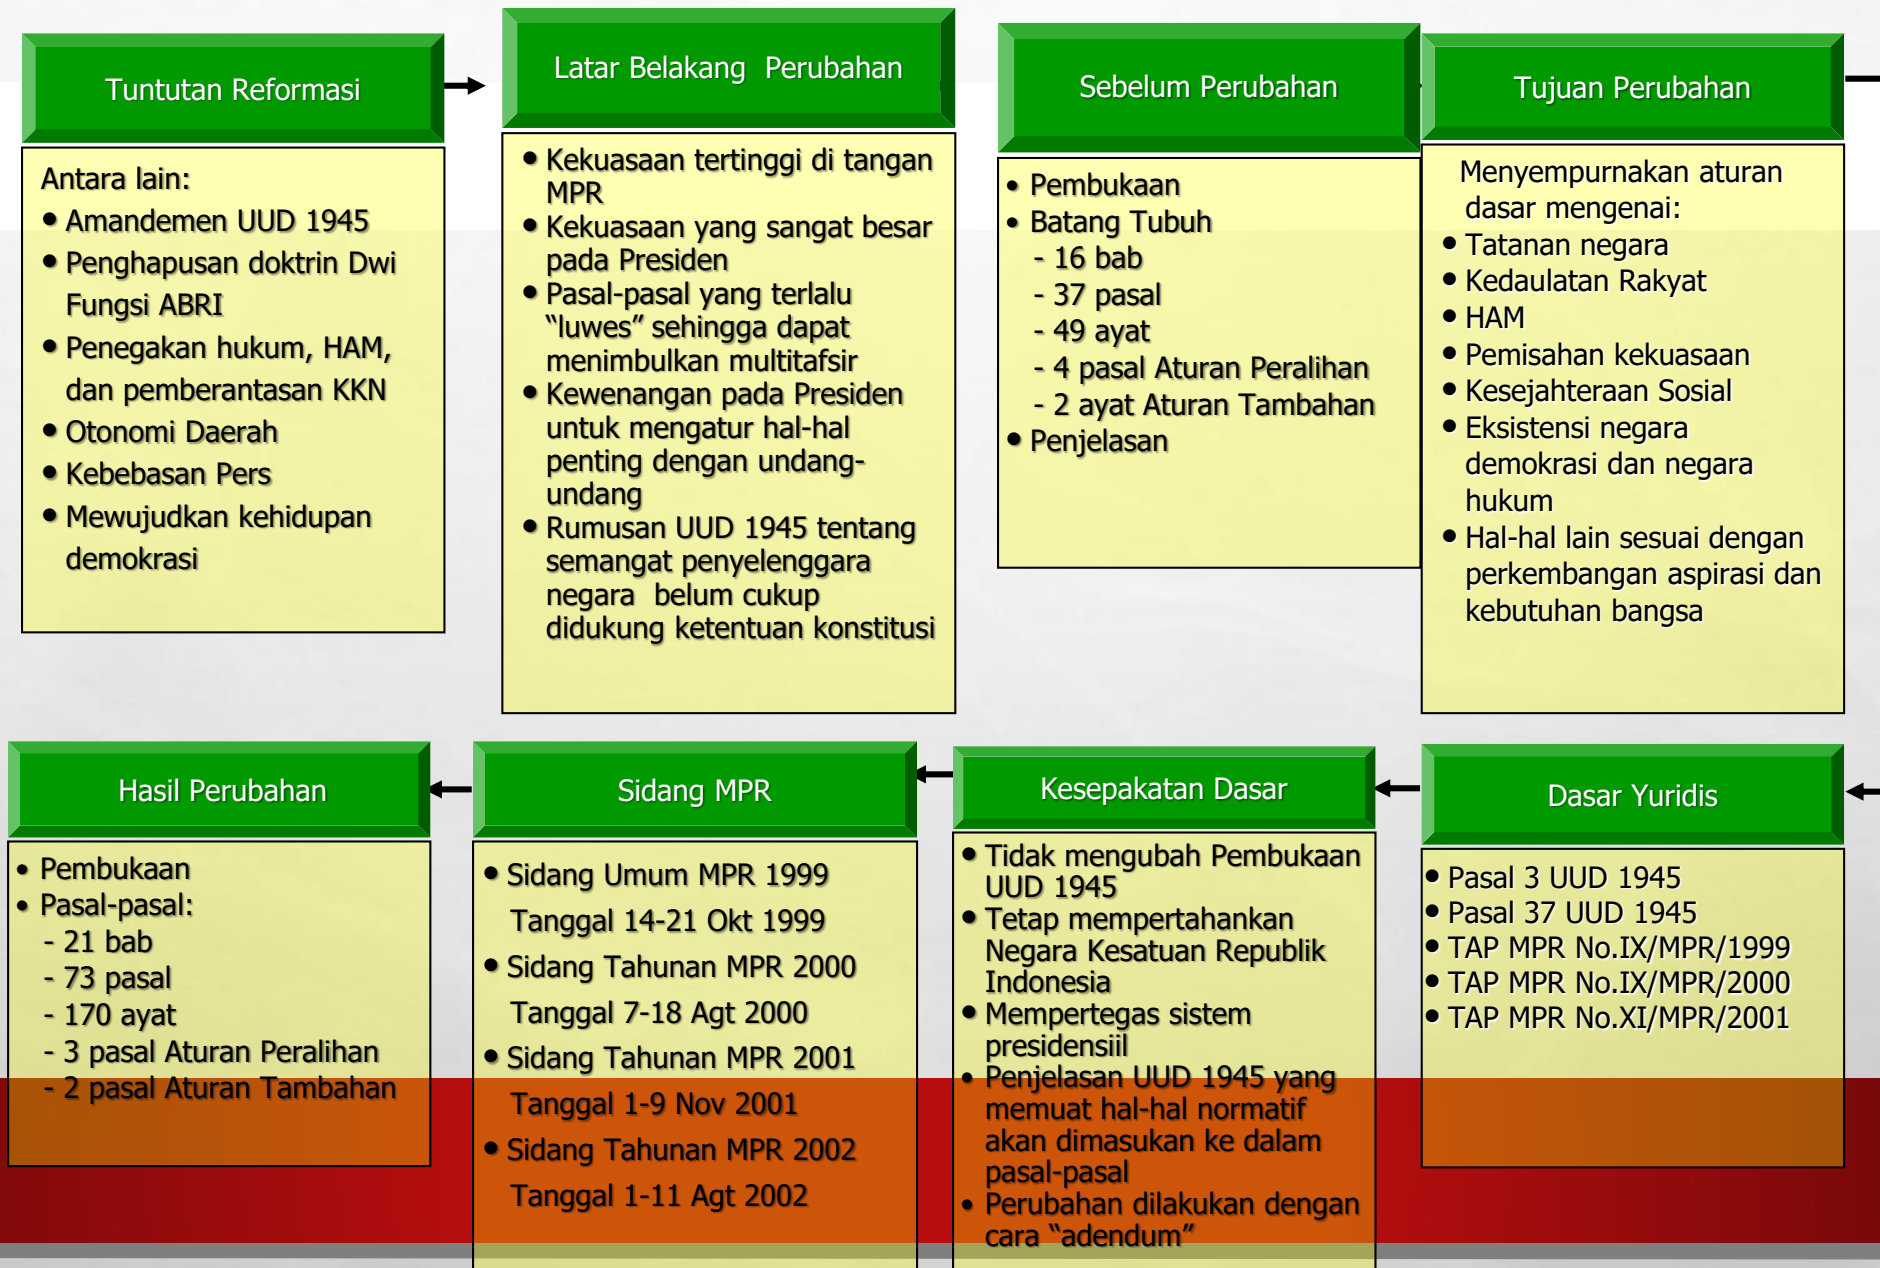 Tuntutan Reformasi
Antara lain:
• Amandemen UUD 1945
• Penghapusan doktrin Dwi
Fungsi ABRI
• Penegakan hukum, HAM,
dan pemberantasan KKN
• Otonomi Daerah
• Kebebasan Pers
• Mewujudkan kehidupan
demokrasi
Latar Belakang Perubahan
• Kekuasaan tertinggi di tangan
MPR
• Kekuasaan yang sangat besar
pada Presiden
• Pasal-pasal yang terlalu
“luwes” sehingga dapat
menimbulkan multitafsir
• Kewenangan pada Presiden
untuk mengatur hal-hal
penting dengan undang-
undang
• Rumusan UUD 1945 tentang
semangat penyelenggara
negara belum cukup
didukung ketentuan konstitusi
Sebelum Perubahan
• Pembukaan
• Batang Tubuh
- 16 bab
- 37 pasal
- 49 ayat
- 4 pasal Aturan Peralihan
- 2 ayat Aturan Tambahan
• Penjelasan
Tujuan Perubahan
Menyempurnakan aturan
dasar mengenai:
• Tatanan negara
• Kedaulatan Rakyat
• HAM
• Pemisahan kekuasaan
• Kesejahteraan Sosial
• Eksistensi negara
demokrasi dan negara
hukum
• Hal-hal lain sesuai dengan
perkembangan aspirasi dan
kebutuhan bangsa
Hasil Perubahan
• Pembukaan
• Pasal-pasal:
- 21 bab
- 73 pasal
- 170 ayat
- 3 pasal Aturan Peralihan
- 2 pasal Aturan Tambahan
Sidang MPR
• Sidang Umum MPR 1999
Tanggal 14-21 Okt 1999
• Sidang Tahunan MPR 2000
Tanggal 7-18 Agt 2000
• Sidang Tahunan MPR 2001
Tanggal 1-9 Nov 2001
• Sidang Tahunan MPR 2002
Tanggal 1-11 Agt 2002
Kesepakatan Dasar
• Tidak mengubah Pembukaan
UUD 1945
• Tetap mempertahankan
Negara Kesatuan Republik
Indonesia
• Mempertegas sistem
presidensiil
• Penjelasan UUD 1945 yang
memuat hal-hal normatif
akan dimasukan ke dalam
pasal-pasal
• Perubahan dilakukan dengan
cara “adendum”
Dasar Yuridis
• Pasal 3 UUD 1945
• Pasal 37 UUD 1945
• TAP MPR No.IX/MPR/1999
• TAP MPR No.IX/MPR/2000
• TAP MPR No.XI/MPR/2001